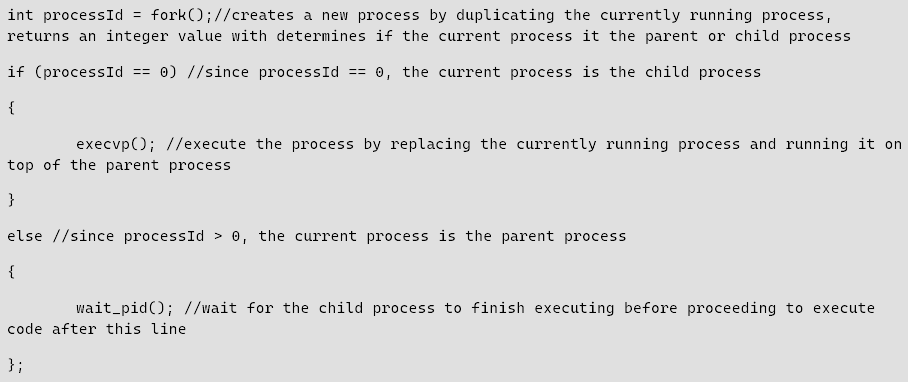 int processId = fork();//creates a new process by duplicating the currently running process,
returns an integer value with determines if the current process it the parent or child process
if (processId == 0) //since processId == 0, the current process is the child process
{
execvp(); //execute the process by replacing the currently running process and running it on
top of the parent process
}
else //since processId > 0, the current process is the parent process
{
wait_pid(); //wait for the child process to finish executing before proceeding to execute
code after this line
};